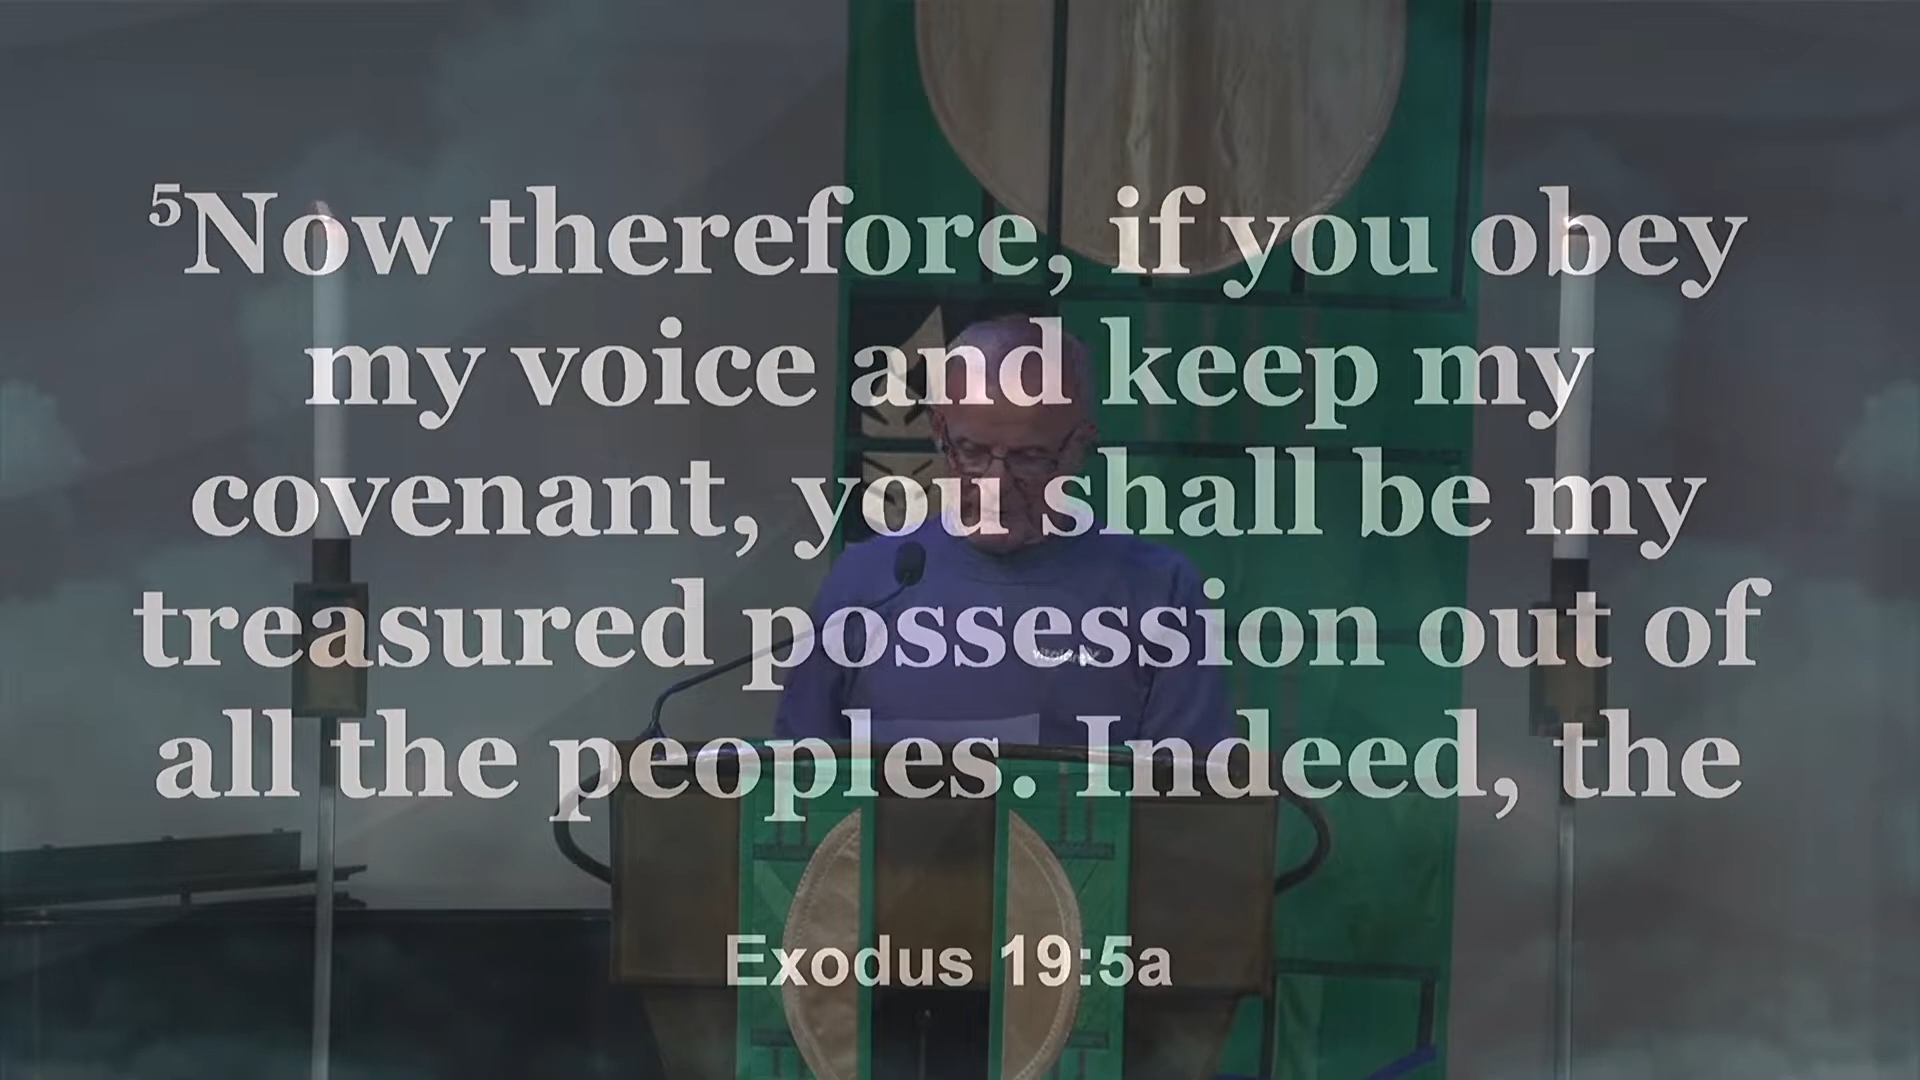 ⁵Now therefore, if you obey
my voice and keep my
covenant, you shall be my
treasured possession out of
all the peoples. Indeed, the
Exodus 19:5a